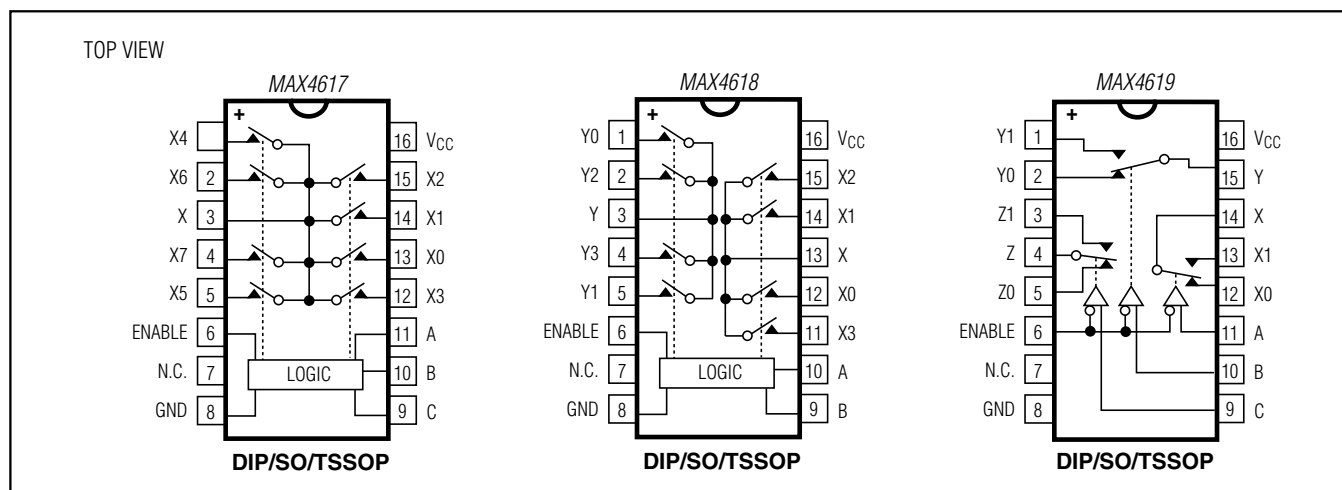 TOP VIEW
MAX4617
+
X4 16 VCC
X6 2 15 X2
X 3 14 X1
X7 4 13 X0
X5 5 12 X3
ENABLE 6 11 A
N.C. 7 LOGIC 10 B
GND 8 9 C
DIP/SO/TSSOP
MAX4618
+
Y0 1 16 VCC
Y2 2 15 X2
Y 3 14 X1
Y3 4 13 X
Y1 5 12 X0
ENABLE 6 11 X3
N.C. 7 LOGIC 10 A
GND 8 9 B
DIP/SO/TSSOP
MAX4619
+
Y1 1 16 VCC
Y0 2 15 Y
Z1 3 14 X
Z 4 13 X1
Z0 5 12 X0
ENABLE 6 11 A
N.C. 7 10 B
GND 8 9 C
DIP/SO/TSSOP